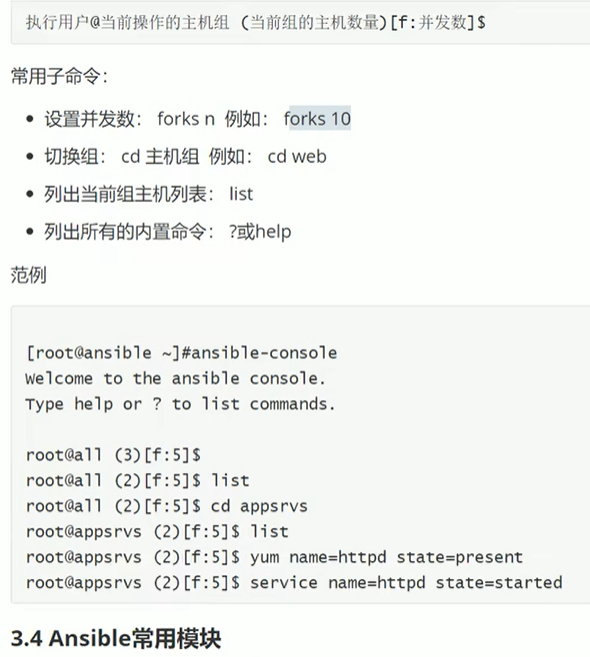 执行用户@当前操作的主机组 (当前组的主机数量)[f:并发数]$
常用子命令：
设置并发数： forks n 例如： forks 10
切换组： cd 主机组 例如： cd web
列出当前组主机列表： list
列出所有的内置命令： ?或help
范例
[root@ansible ~]#ansible-console
Welcome to the ansible console.
Type help or ? to list commands.
root@all (3)[f:5]$
root@all (2)[f:5]$ list
root@all (2)[f:5]$ cd appsrvs
root@appsrvs (2)[f:5]$ list
root@appsrvs (2)[f:5]$ yum name=httpd state=present
root@appsrvs (2)[f:5]$ service name=httpd state=started
3.4 Ansible常用模块